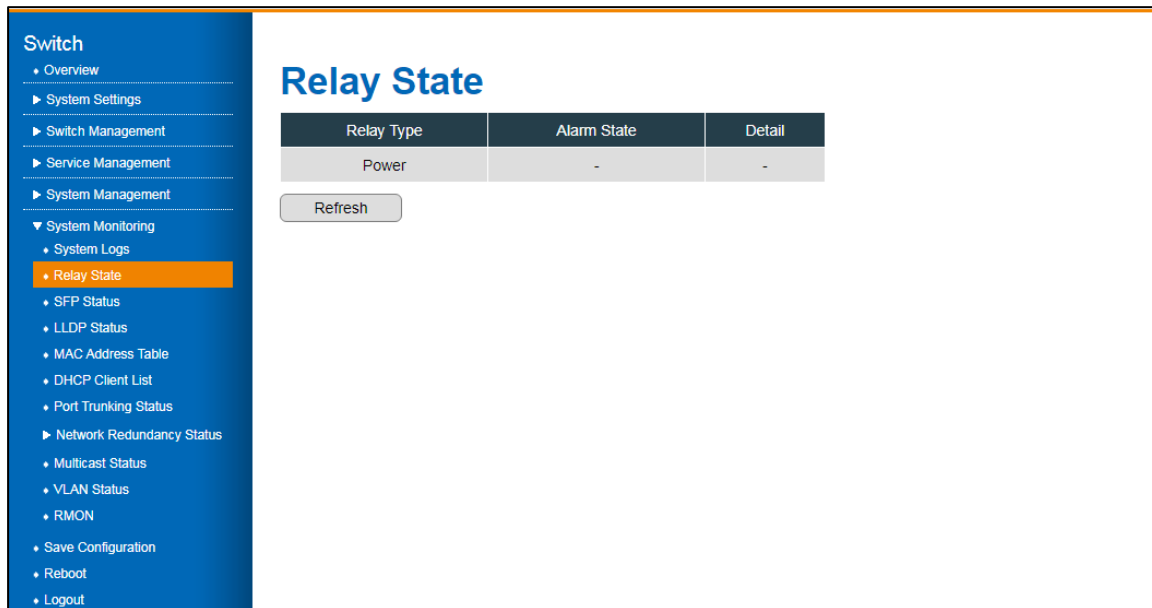 Switch
Overview
System Settings
Switch Management
Service Management
System Management
System Monitoring
System Logs
Relay State
SFP Status
LLDP Status
MAC Address Table
DHCP Client List
Port Trunking Status
Network Redundancy Status
Multicast Status
VLAN Status
RMON
Save Configuration
Reboot
Logout
Relay State
Relay Type Alarm State Detail
Power - -
Refresh